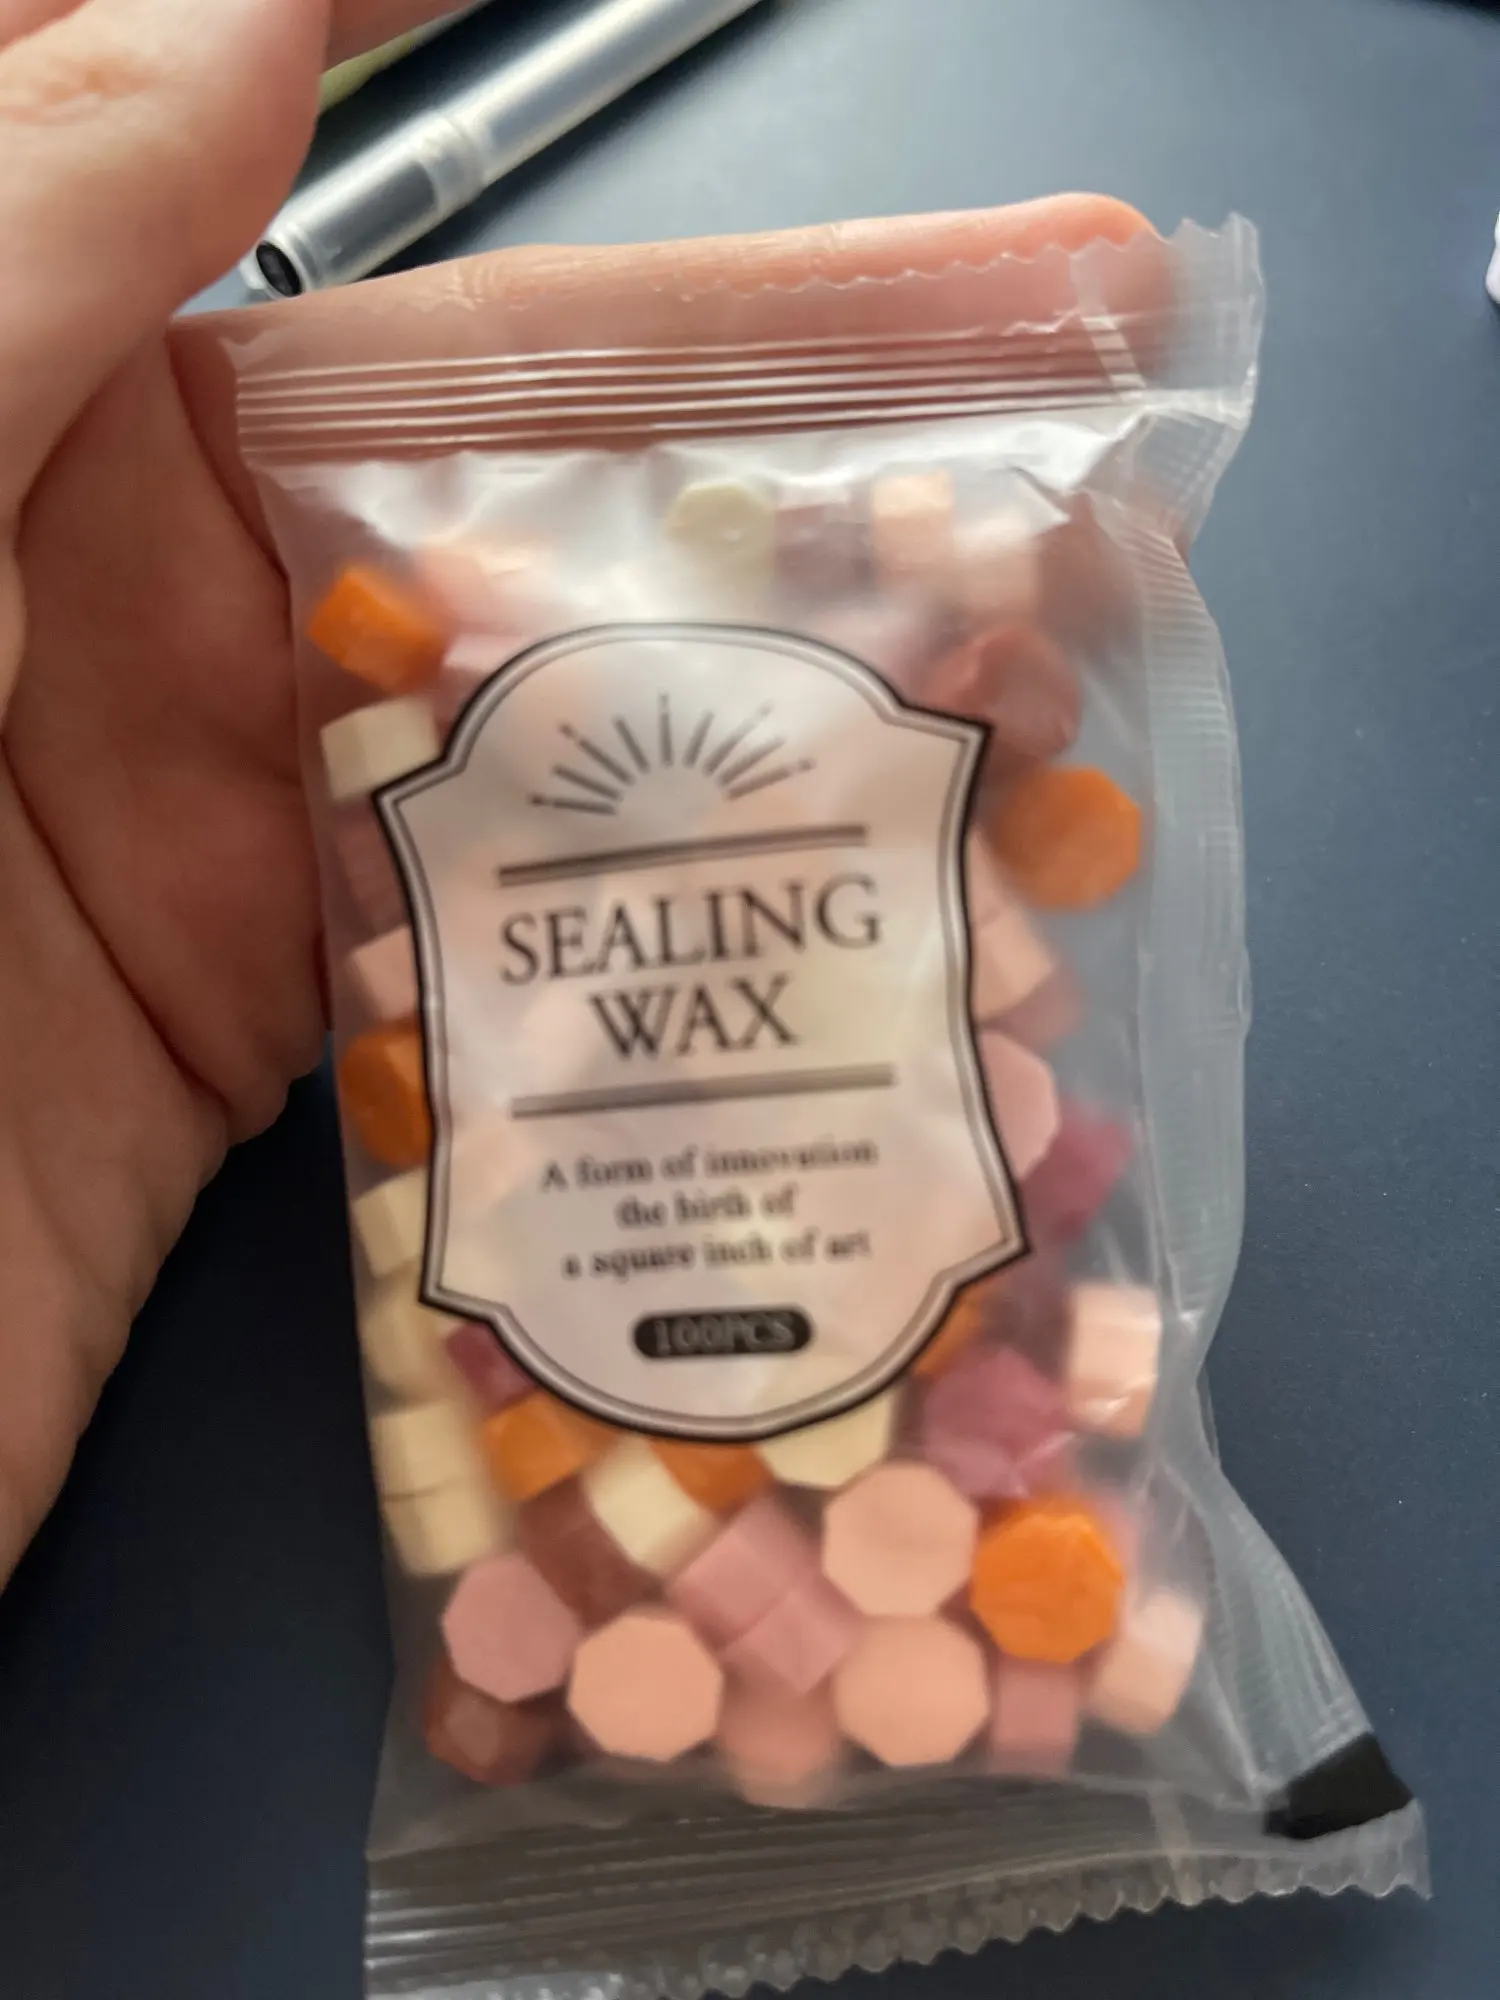 SEALING
WAX
A form of innovation
the birth of
a square inch of art
100PCS